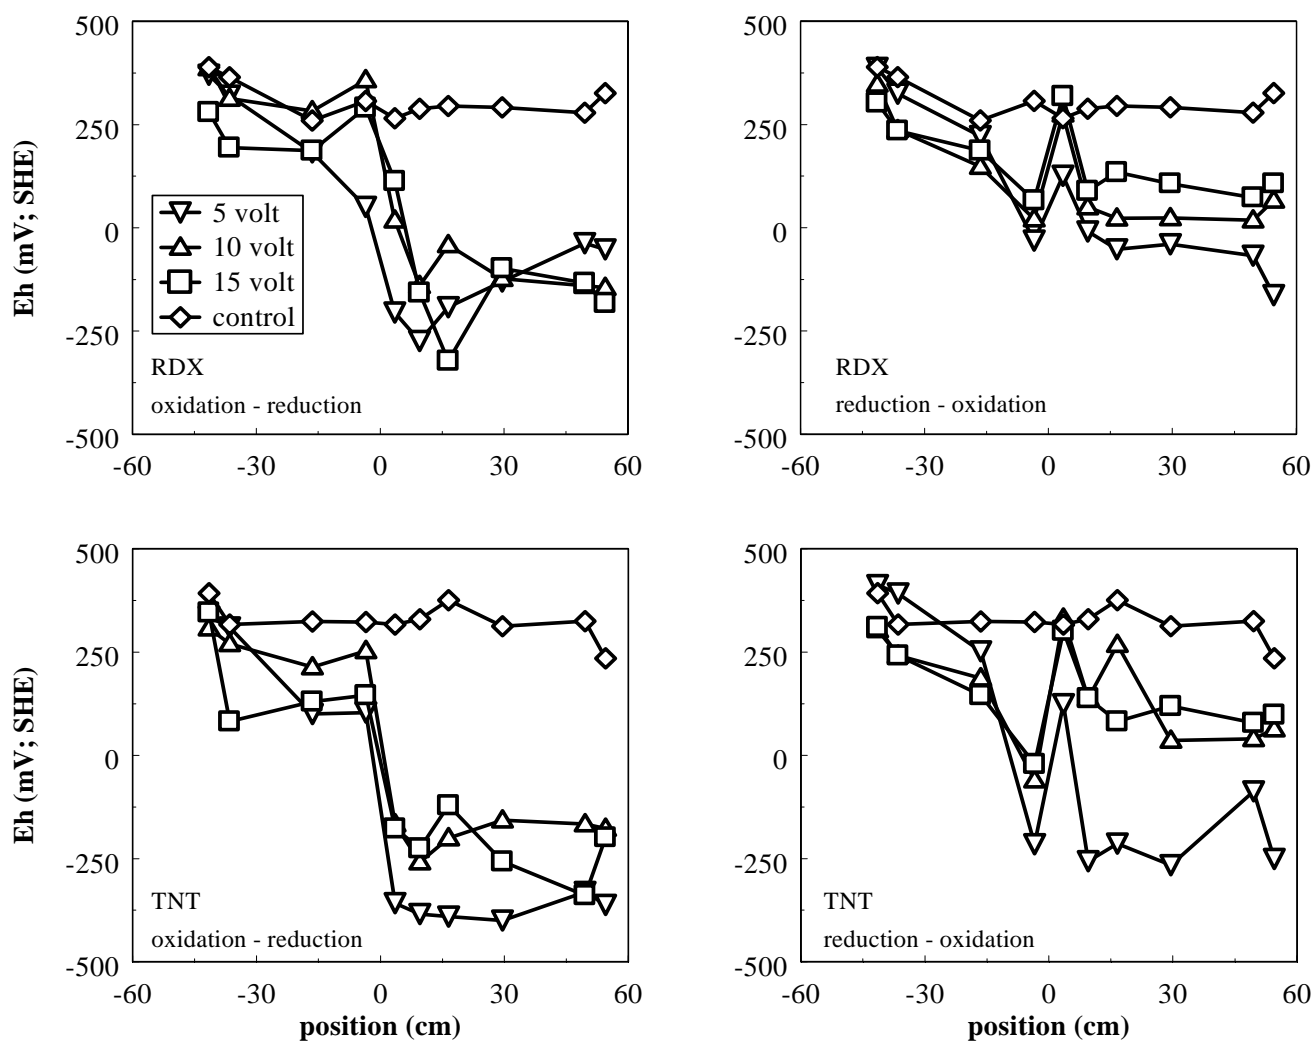 500
250
0
-250
-500
Eh (mV; SHE)
5 volt
10 volt
15 volt
control
RDX
oxidation - reduction
-60
-30
0
30
60
500
250
0
-250
-500
RDX
reduction - oxidation
-60
-30
0
30
60
500
250
0
-250
-500
Eh (mV; SHE)
TNT
oxidation - reduction
-60
-30
0
30
60
position (cm)
500
250
0
-250
-500
TNT
reduction - oxidation
-60
-30
0
30
60
position (cm)